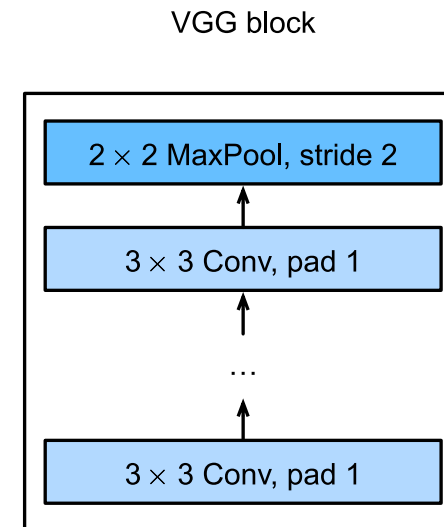 VGG block
2 × 2 MaxPool, stride 2
3 × 3 Conv, pad 1
...
3 × 3 Conv, pad 1